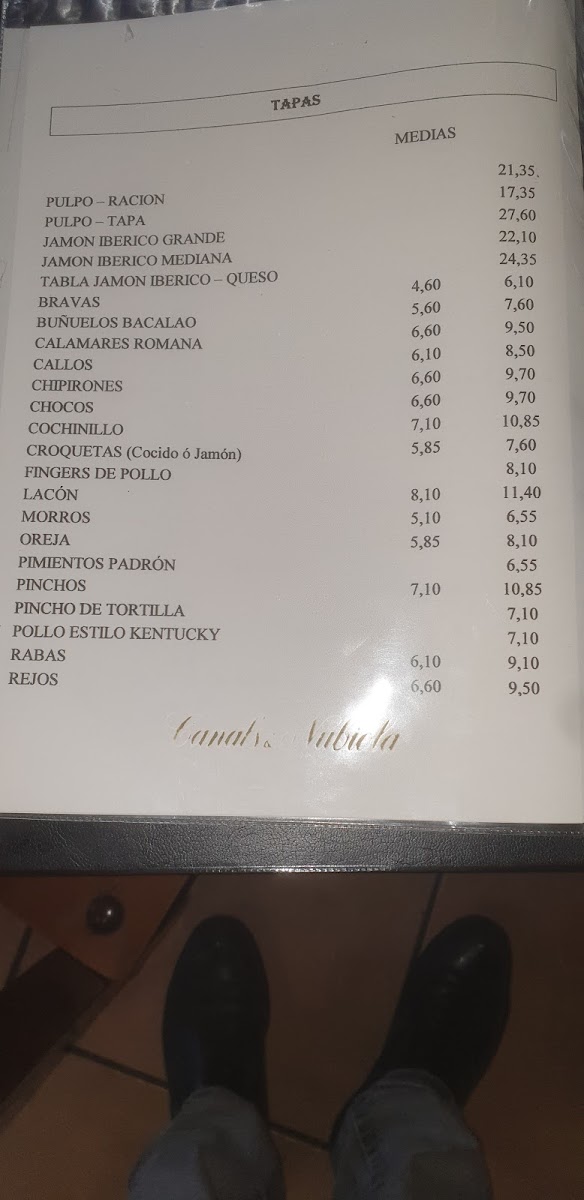 TAPAS
MEDIAS
PULPO – RACION 21,35
PULPO – TAPA 17,35
JAMON IBERICO GRANDE 27,60
JAMON IBERICO MEDIANA 22,10
TABLA JAMON IBERICO – QUESO 24,35
BRAVAS 4,60 6,10
BUÑUELOS BACALAO 5,60 7,60
CALAMARES ROMANA 6,60 9,50
CALLOS 6,10 8,50
CHIPIRONES 6,60 9,70
CHOCOS 6,60 9,70
COCHINILLO 7,10 10,85
CROQUETAS (Cocido ó Jamón) 5,85 7,60
FINGERS DE POLLO 8,10
LACÓN 8,10 11,40
MORROS 5,10 6,55
OREJA 5,85 8,10
PIMIENTOS PADRÓN 6,55
PINCHOS 7,10 10,85
PINCHO DE TORTILLA 7,10
POLLO ESTILO KENTUCKY 7,10
RABAS 6,10 9,10
REJOS 6,60 9,50
Canals & Nubiola